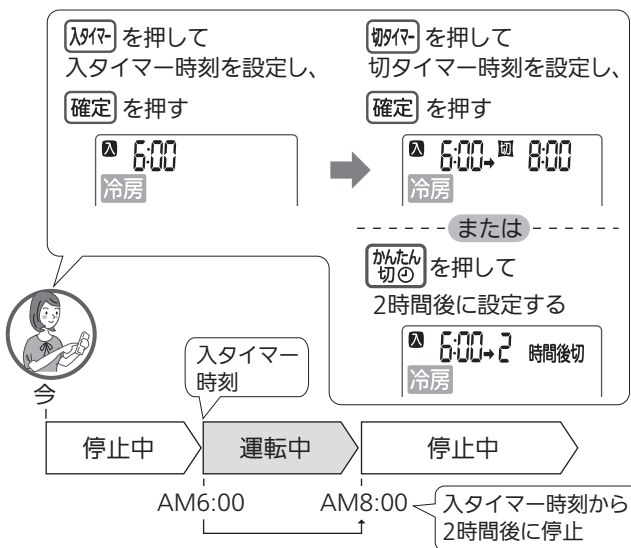 入タイマー を押して
入タイマー時刻を設定し、
確定 を押す
入 6:00
冷房
切タイマー を押して
切タイマー時刻を設定し、
確定 を押す
入 6:00→切 8:00
冷房
または
かんたん
切 を押して
2時間後に設定する
入 6:00→2 時間後切
冷房
今
入タイマー
時刻
停止中
運転中
停止中
AM6:00
AM8:00
入タイマー時刻から
2時間後に停止